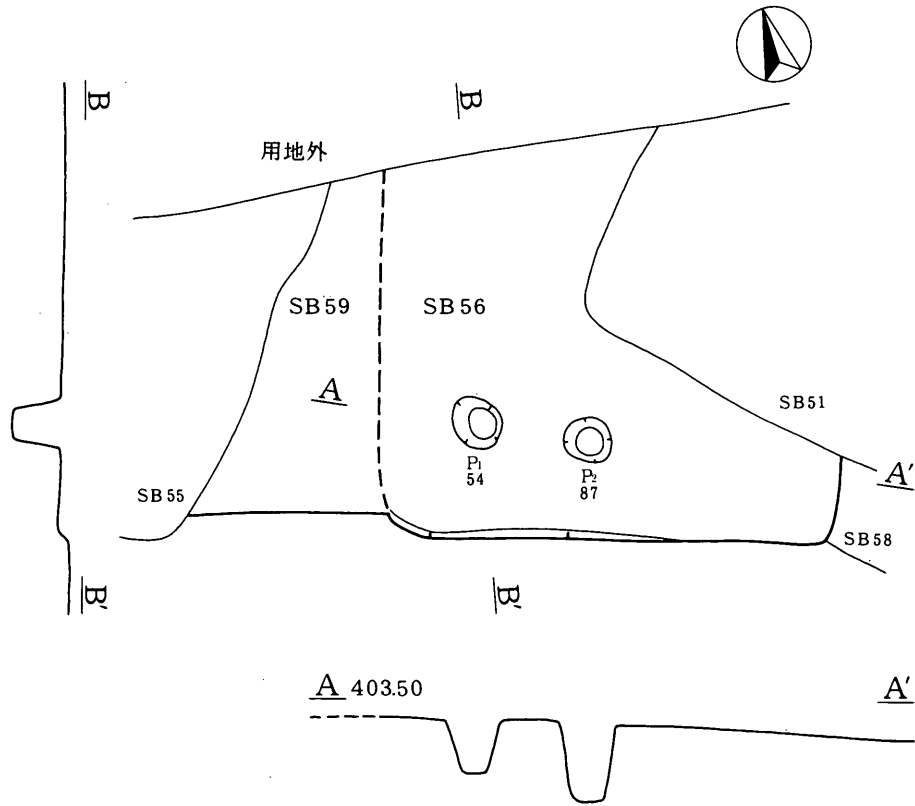 B
B
用地外
SB59
SB56
A
SB51
P₁
54
P₂
87
A′
SB55
SB58
B′
B′
A 403.50
A′